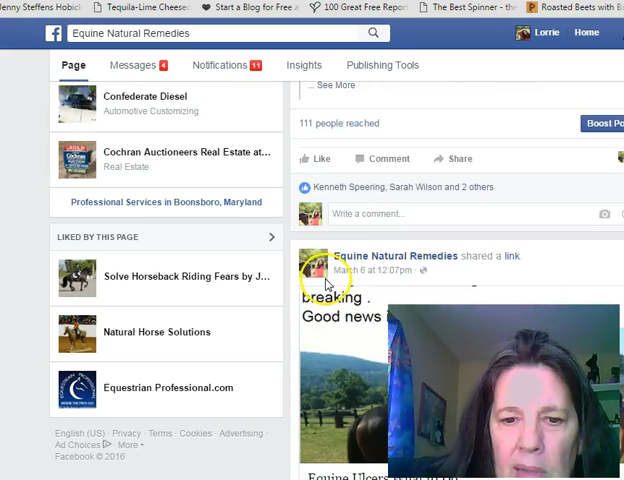 Jenny Steffens Hobick
Tequila-Lime Cheese
Start a Blog for Free a
100 Great Free Repor
The Best Spinner - the
Roasted Beets with B
Equine Natural Remedies
Lorrie
Home
Page
Messages 4
Notifications 11
Insights
Publishing Tools
Confederate Diesel
Automotive Customizing
Cochran Auctioneers Real Estate at...
Real Estate
Professional Services in Boonsboro, Maryland
LIKED BY THIS PAGE
Solve Horseback Riding Fears by J...
Natural Horse Solutions
Equestrian Professional.com
English (US) · Privacy · Terms · Cookies · Advertising ·
Ad Choices · More
Facebook © 2016
... See More
111 people reached
Boost Po
Like
Comment
Share
Kenneth Speering, Sarah Wilson and 2 others
Write a comment...
Equine Natural Remedies shared a link.
March 6 at 12:07pm ·
breaking .
Good news i